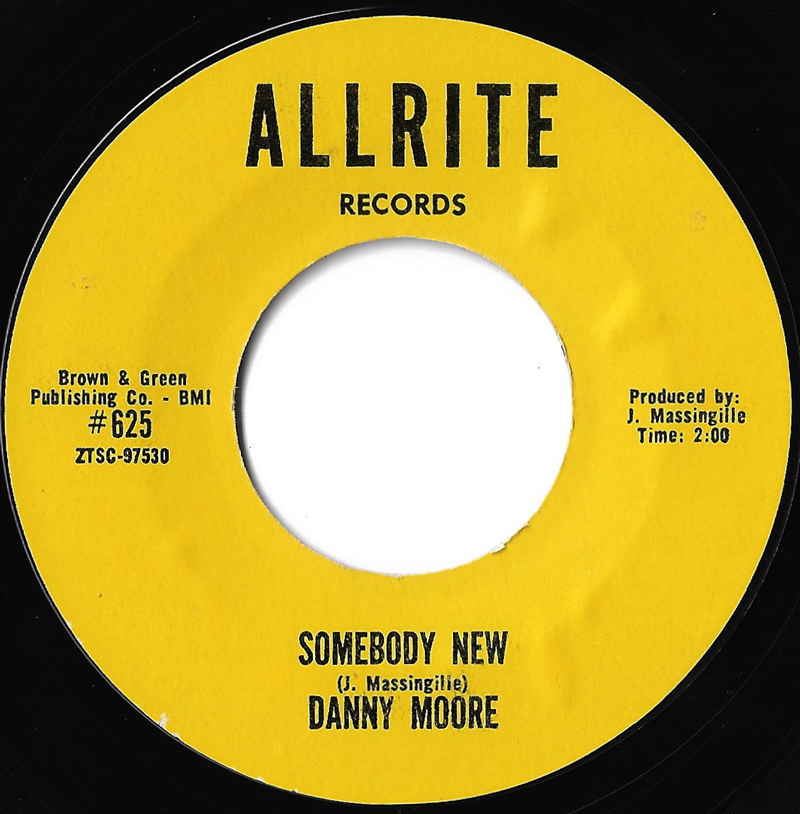 ALLRITE
RECORDS
Brown & Green
Publishing Co. - BMI
#625
ZTSC-97530
Produced by:
J. Massingille
Time: 2:00
SOMEBODY NEW
(J. Massingille)
DANNY MOORE